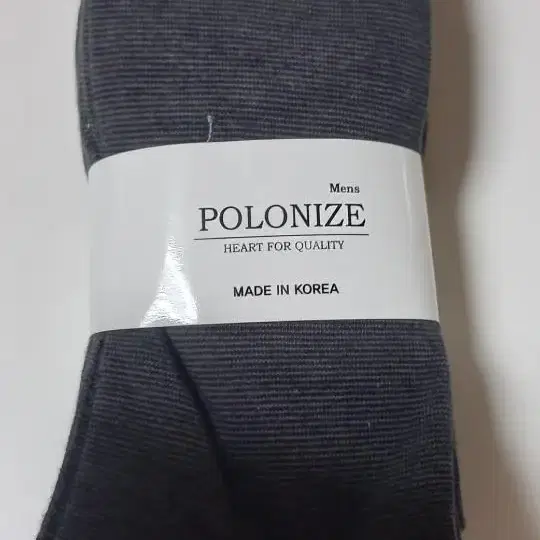 Mens
POLONIZE
HEART FOR QUALITY
MADE IN KOREA